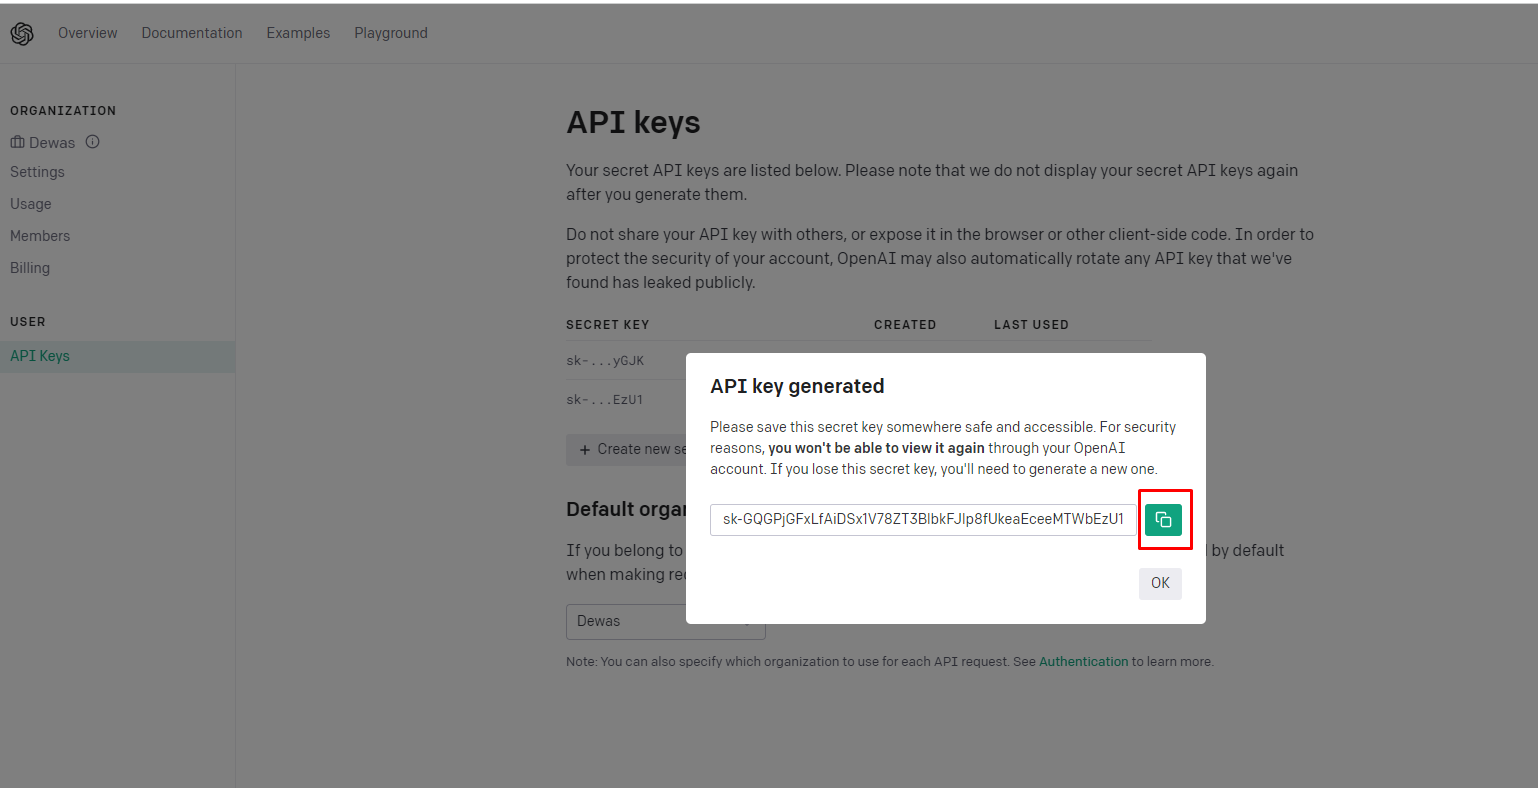 Overview Documentation Examples Playground
ORGANIZATION
Dewas
Settings
Usage
Members
Billing
USER
API Keys
API keys
Your secret API keys are listed below. Please note that we do not display your secret API keys again
after you generate them.
Do not share your API key with others, or expose it in the browser or other client-side code. In order to
protect the security of your account, OpenAI may also automatically rotate any API key that we've
found has leaked publicly.
SECRET KEY CREATED LAST USED
sk-...yGJK
sk-...EzU1
+ Create new se
Default orga
If you belong to by default
when making
Dewas
Note: You can also specify which organization to use for each API request. See Authentication to learn more.
API key generated
Please save this secret key somewhere safe and accessible. For security
reasons, you won't be able to view it again through your OpenAI
account. If you lose this secret key, you'll need to generate a new one.
OK